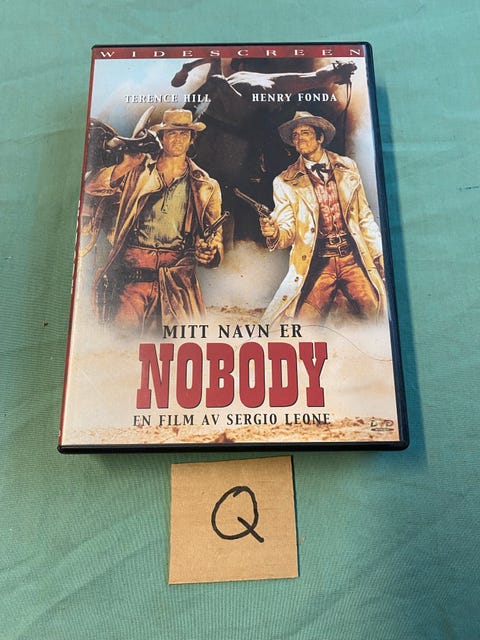 WIDESCREEN
TERENCE HILL HENRY FONDA
MITT NAVN ER
NOBODY
EN FILM AV SERGIO LEONE
DVD
Q